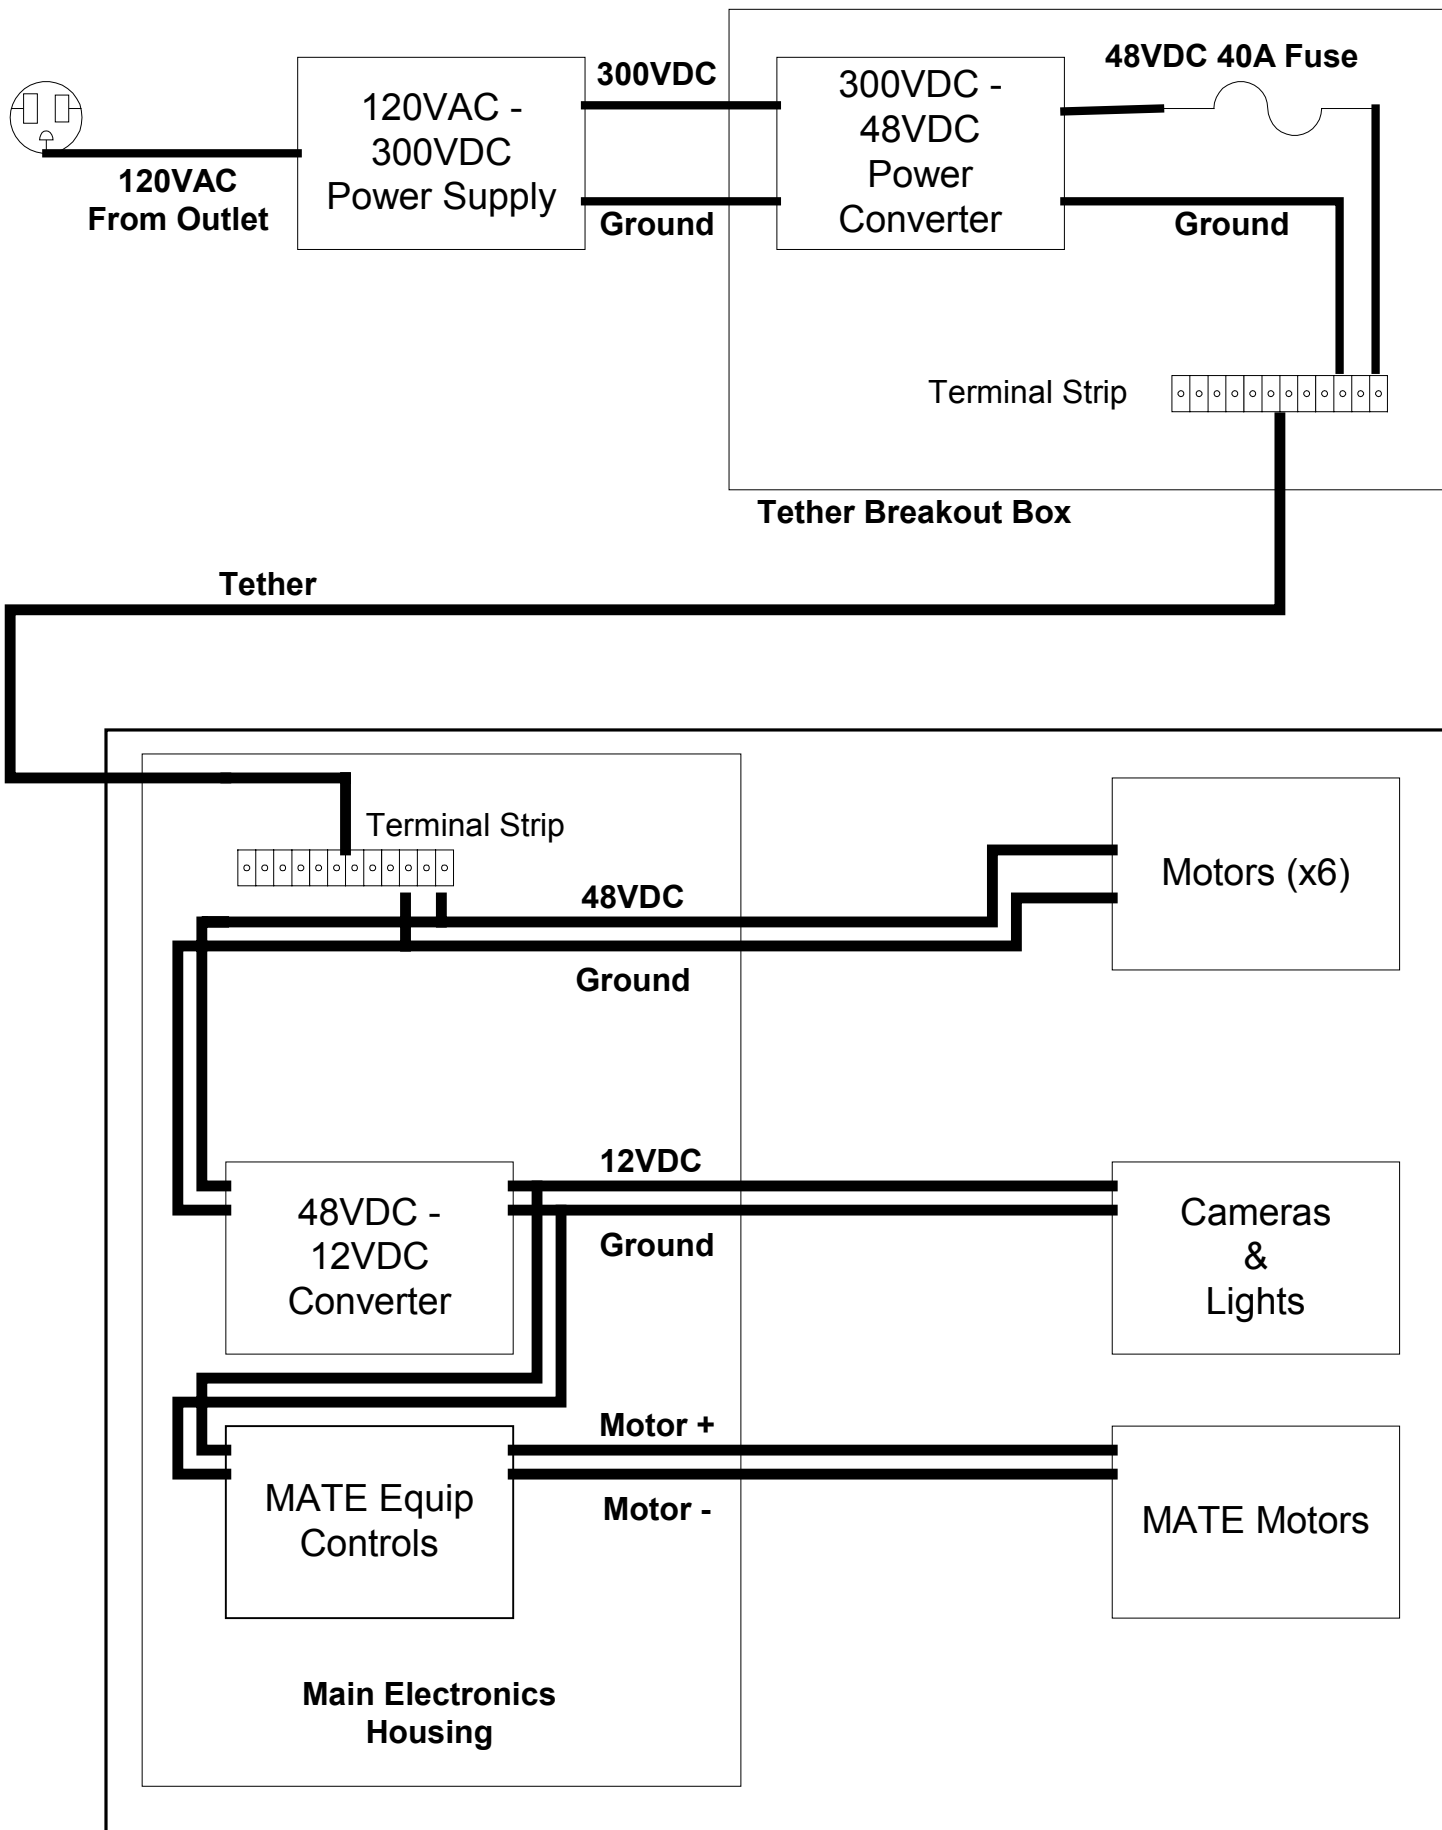 300VDC
48VDC 40A Fuse
120VAC -
300VDC
Power Supply
300VDC -
48VDC
Power
Converter
120VAC
From Outlet
Ground
Ground
Terminal Strip
Tether Breakout Box
Tether
Terminal Strip
Motors (x6)
48VDC
Ground
12VDC
48VDC -
12VDC
Converter
Ground
Cameras
&
Lights
Motor +
MATE Equip
Controls
Motor -
MATE Motors
Main Electronics
Housing